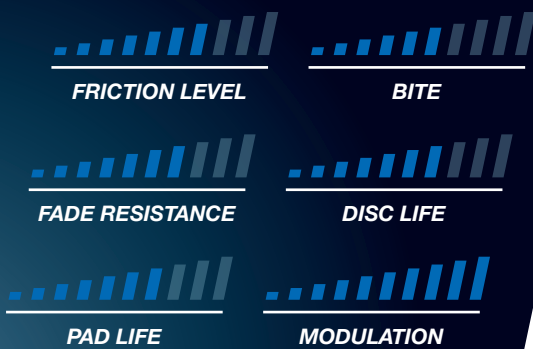 FRICTION LEVEL
BITE
FADE RESISTANCE
DISC LIFE
PAD LIFE
MODULATION